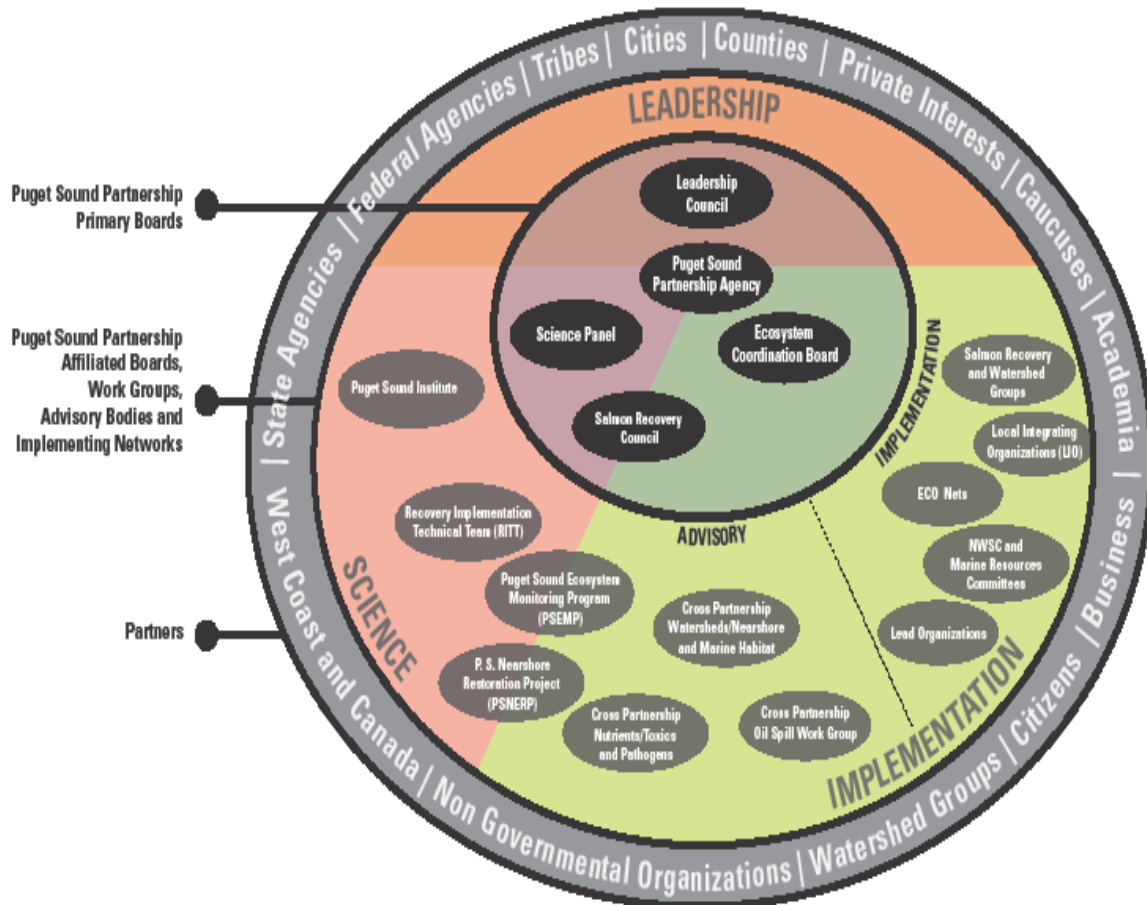 State Agencies | Federal Agencies | Tribes | Cities | Counties | Private Interests | Caucuses | Academia | Business | Citizens | Watershed Groups | Non Governmental Organizations | West Coast and Canada |
LEADERSHIP
Puget Sound Partnership
Primary Boards
Leadership
Council
Puget Sound
Partnership Agency
Science Panel
Ecosystem
Coordination Board
Salmon Recovery
Council
Puget Sound Partnership
Affiliated Boards,
Work Groups,
Advisory Bodies and
Implementing Networks
Puget Sound Institute
IMPLEMENTATION
Salmon Recovery
and Watershed
Groups
Local Integrating
Organizations (LIO)
ECO Nets
NWSC and
Marine Resources
Committees
Lead Organizations
ADVISORY
Recovery Implementation
Technical Team (RITT)
Puget Sound Ecosystem
Monitoring Program
(PSEMP)
Cross Partnership
Watersheds/Nearshore
and Marine Habitat
Partners
SCIENCE
P. S. Nearshore
Restoration Project
(PSNERP)
Cross Partnership
Nutrients/Toxics
and Pathogens
Cross Partnership
Oil Spill Work Group
IMPLEMENTATION